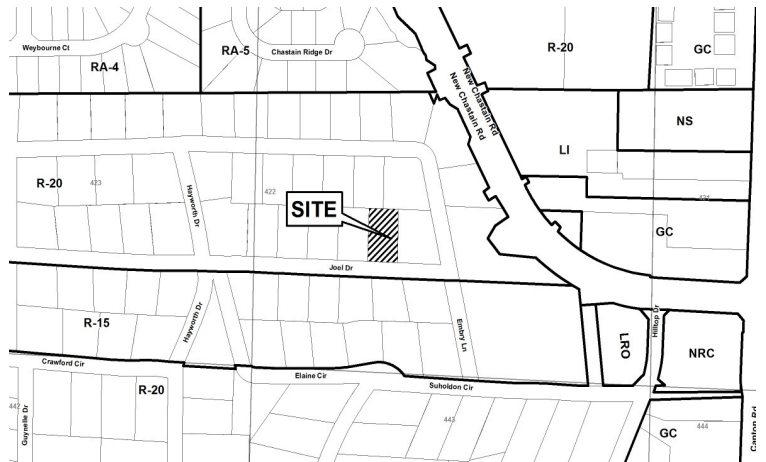 Weybourne Ct
RA-4
RA-5
Chastain Ridge Dr
New Chastain Rd
New Chastain Rd
R-20
GC
NS
LI
R-20
423
422
Hayworth Dr
SITE
421
GC
Joel Dr
R-15
Hayworth Dr
Embry Ln
Hilltop Dr
LRO
NRC
Crawford Cir
R-20
Elaine Cir
Suholdon Cir
442
Guynelle Dr
443
444
GC
Canton Rd